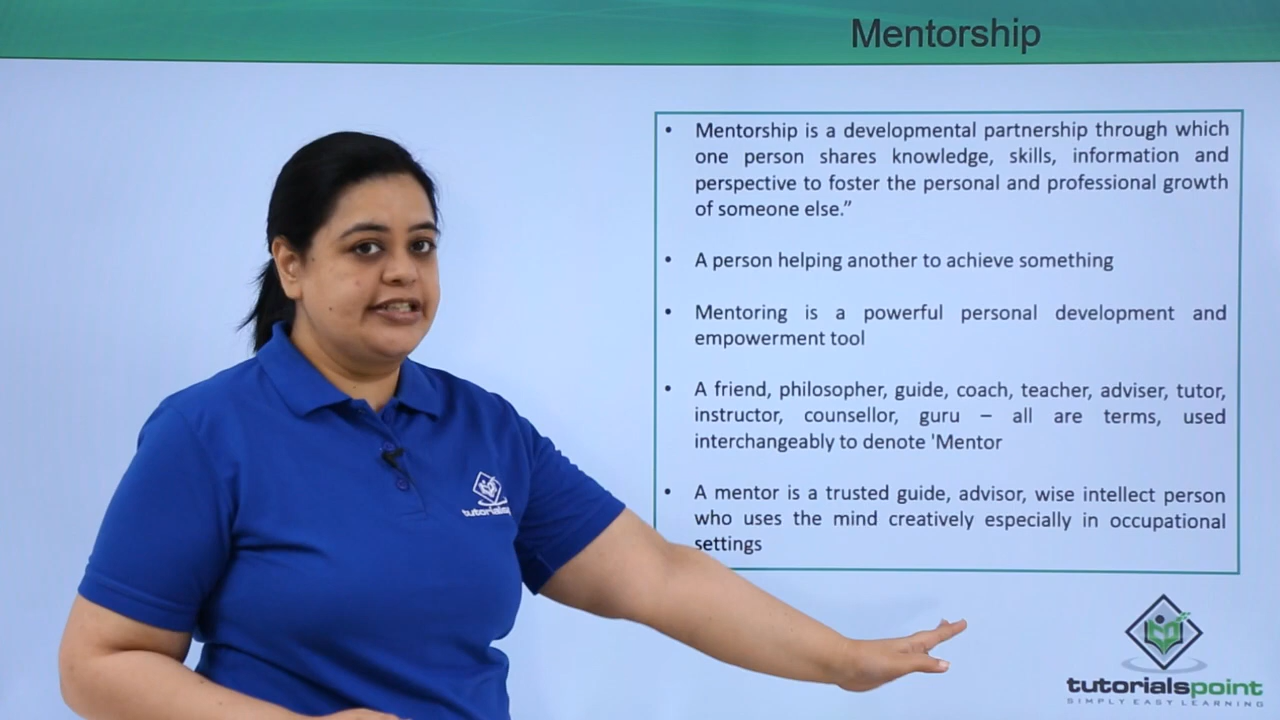 Mentorship
• Mentorship is a developmental partnership through which
one person shares knowledge, skills, information and
perspective to foster the personal and professional growth
of someone else.”
• A person helping another to achieve something
• Mentoring is a powerful personal development and
empowerment tool
• A friend, philosopher, guide, coach, teacher, adviser, tutor,
instructor, counsellor, guru – all are terms, used
interchangeably to denote 'Mentor
• A mentor is a trusted guide, advisor, wise intellect person
who uses the mind creatively especially in occupational
settings
tutorialsp
tutorialspoint
SIMPLY EASY LEARNING